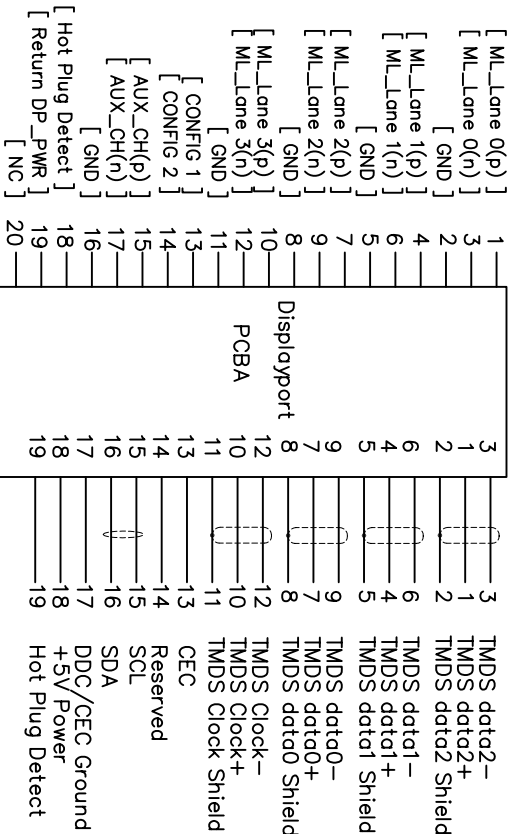 [ ML_Lane 0(p) ] 1 3 3 TMDS data2-
[ ML_Lane 0(n) ] 3 1 1 TMDS data2+
[ GND ] 2 2 2 TMDS data2 Shield
[ ML_Lane 1(p) ] 4 6 6 TMDS data1-
[ ML_Lane 1(n) ] 6 4 4 TMDS data1+
[ GND ] 5 5 5 TMDS data1 Shield
[ ML_Lane 2(p) ] 7 9 9 TMDS data0-
[ ML_Lane 2(n) ] 9 7 7 TMDS data0+
[ GND ] 8 Displayport 8 8 TMDS data0 Shield
[ ML_Lane 3(p) ] 10 12 12 TMDS Clock-
[ ML_Lane 3(n) ] 12 PCBA 10 10 TMDS Clock+
[ GND ] 11 11 11 TMDS Clock Shield
[ CONFIG 1 ] 13 13 13 CEC
[ CONFIG 2 ] 14 14 14 Reserved
[ AUX_CH(p) ] 15 15 15 SCL
[ AUX_CH(n) ] 17 16 16 SDA
[ GND ] 16 17 17 DDC/CEC Ground
[ Hot Plug Detect ] 18 18 18 +5V Power
[ Return DP_PWR ] 19 19 19 Hot Plug Detect
[ NC ] 20